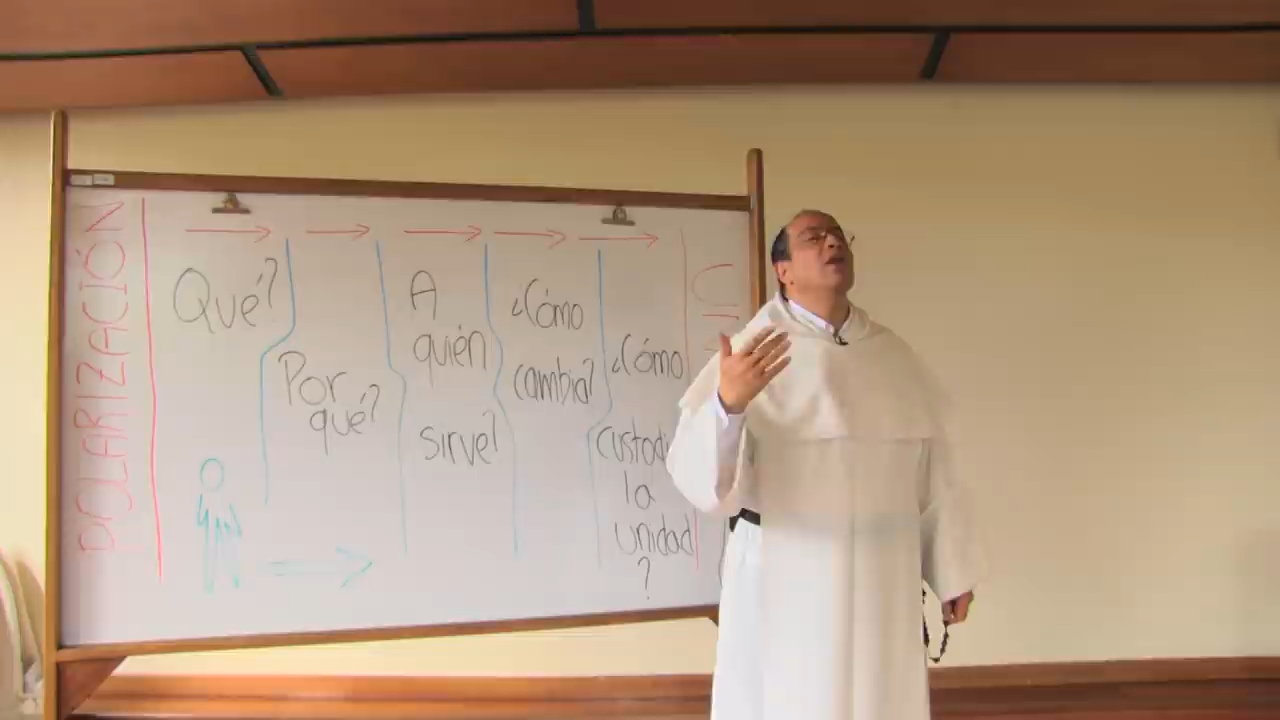 POLARIZACIÓN
Qué?
Por
qué?
A
quién
sirve?
¿Cómo
cambia?
¿Cómo
custodi
la
unidad
?